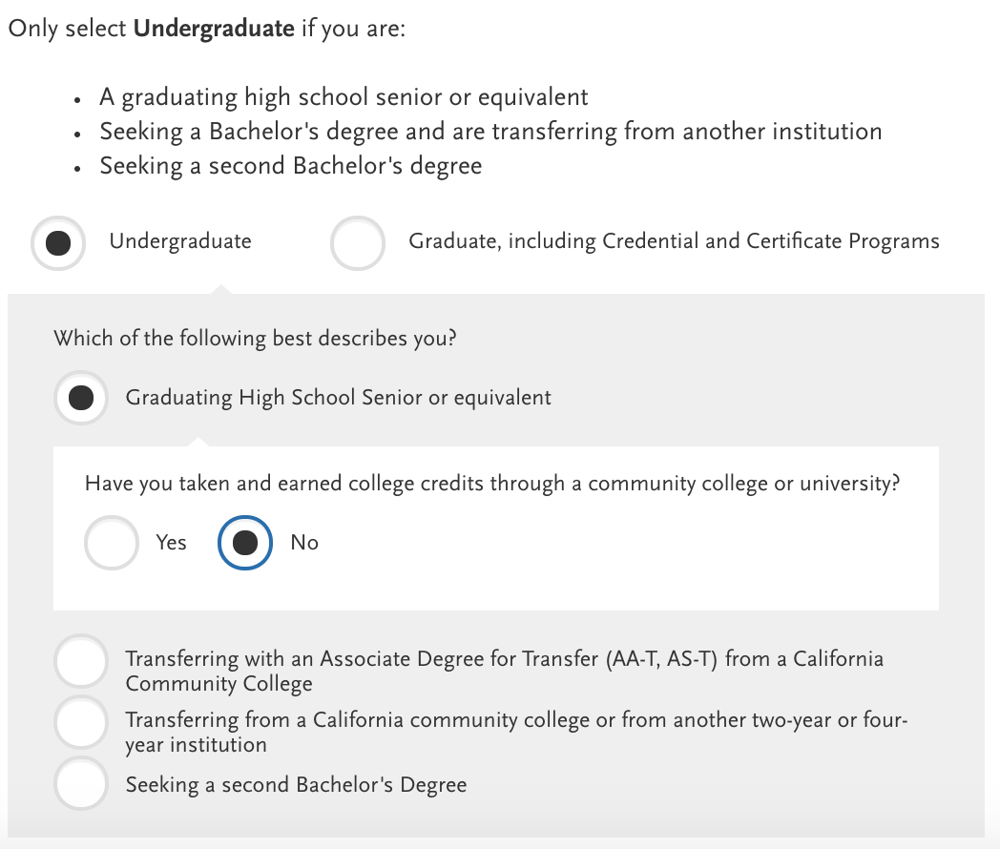 Only select Undergraduate if you are:
• A graduating high school senior or equivalent
• Seeking a Bachelor's degree and are transferring from another institution
• Seeking a second Bachelor's degree
Undergraduate
Graduate, including Credential and Certificate Programs
Which of the following best describes you?
Graduating High School Senior or equivalent
Have you taken and earned college credits through a community college or university?
Yes
No
Transferring with an Associate Degree for Transfer (AA-T, AS-T) from a California
Community College
Transferring from a California community college or from another two-year or four-
year institution
Seeking a second Bachelor's Degree